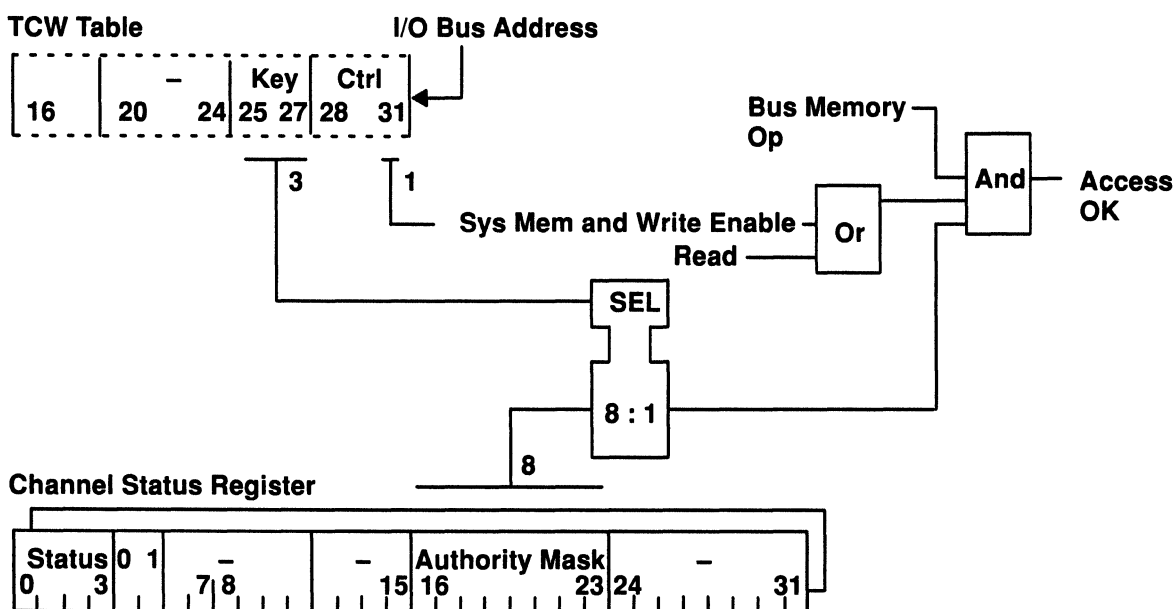 TCW Table
I/O Bus Address
– Key Ctrl
16 20 24 25 27 28 31
Bus Memory
Op
3
1
And
Access
OK
Sys Mem and Write Enable
Or
Read
SEL
8 : 1
8
Channel Status Register
Status 0 1 – – Authority Mask –
0 3 7 8 15 16 23 24 31